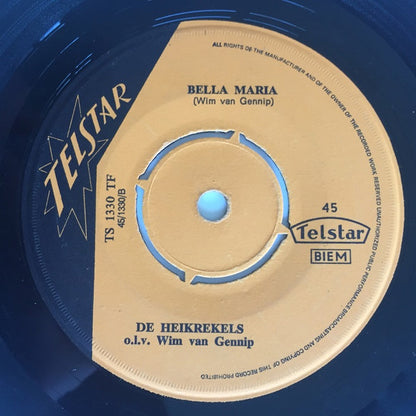 TELSTAR
TS 1330 TF
45/1330/B
BELLA MARIA
(Wim van Gennip)
ALL RIGHTS OF THE MANUFACTURER AND OF THE OWNER OF THE RECORDED WORK RESERVED UNAUTHORIZED PUBLIC PERFORMANCE BROADCASTING AND COPYING OF THIS RECORD PROHIBITED
45
Telstar
BIEM
DE HEIKREKELS
o.l.v. Wim van Gennip